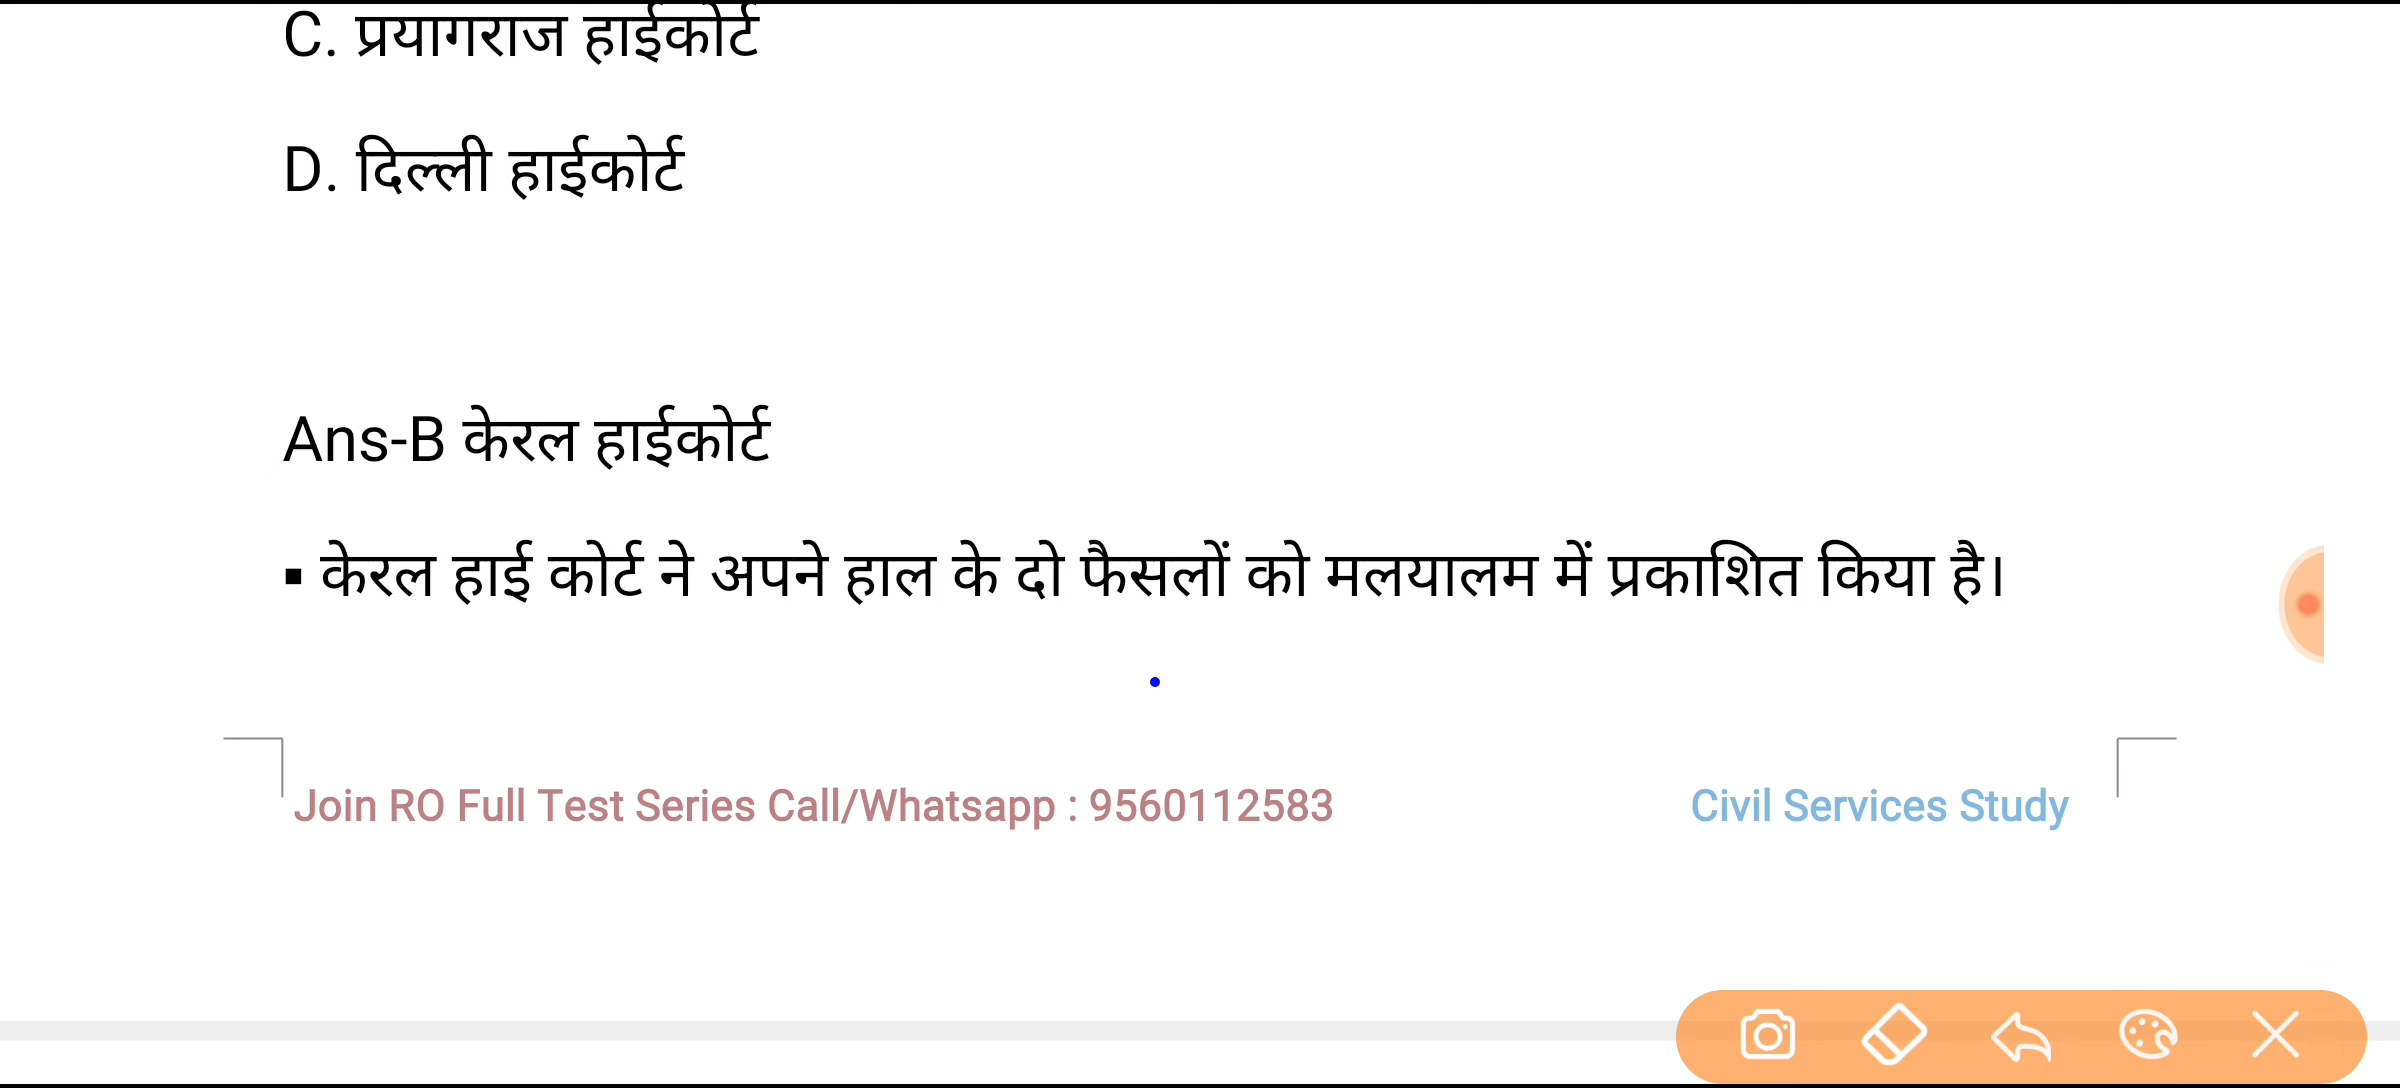 C. प्रयागराज हाईकोर्ट
D. दिल्ली हाईकोर्ट
Ans-B केरल हाईकोर्ट
▪ केरल हाई कोर्ट ने अपने हाल के दो फैसलों को मलयालम में प्रकाशित किया है।
Join RO Full Test Series Call/Whatsapp : 9560112583 Civil Services Study